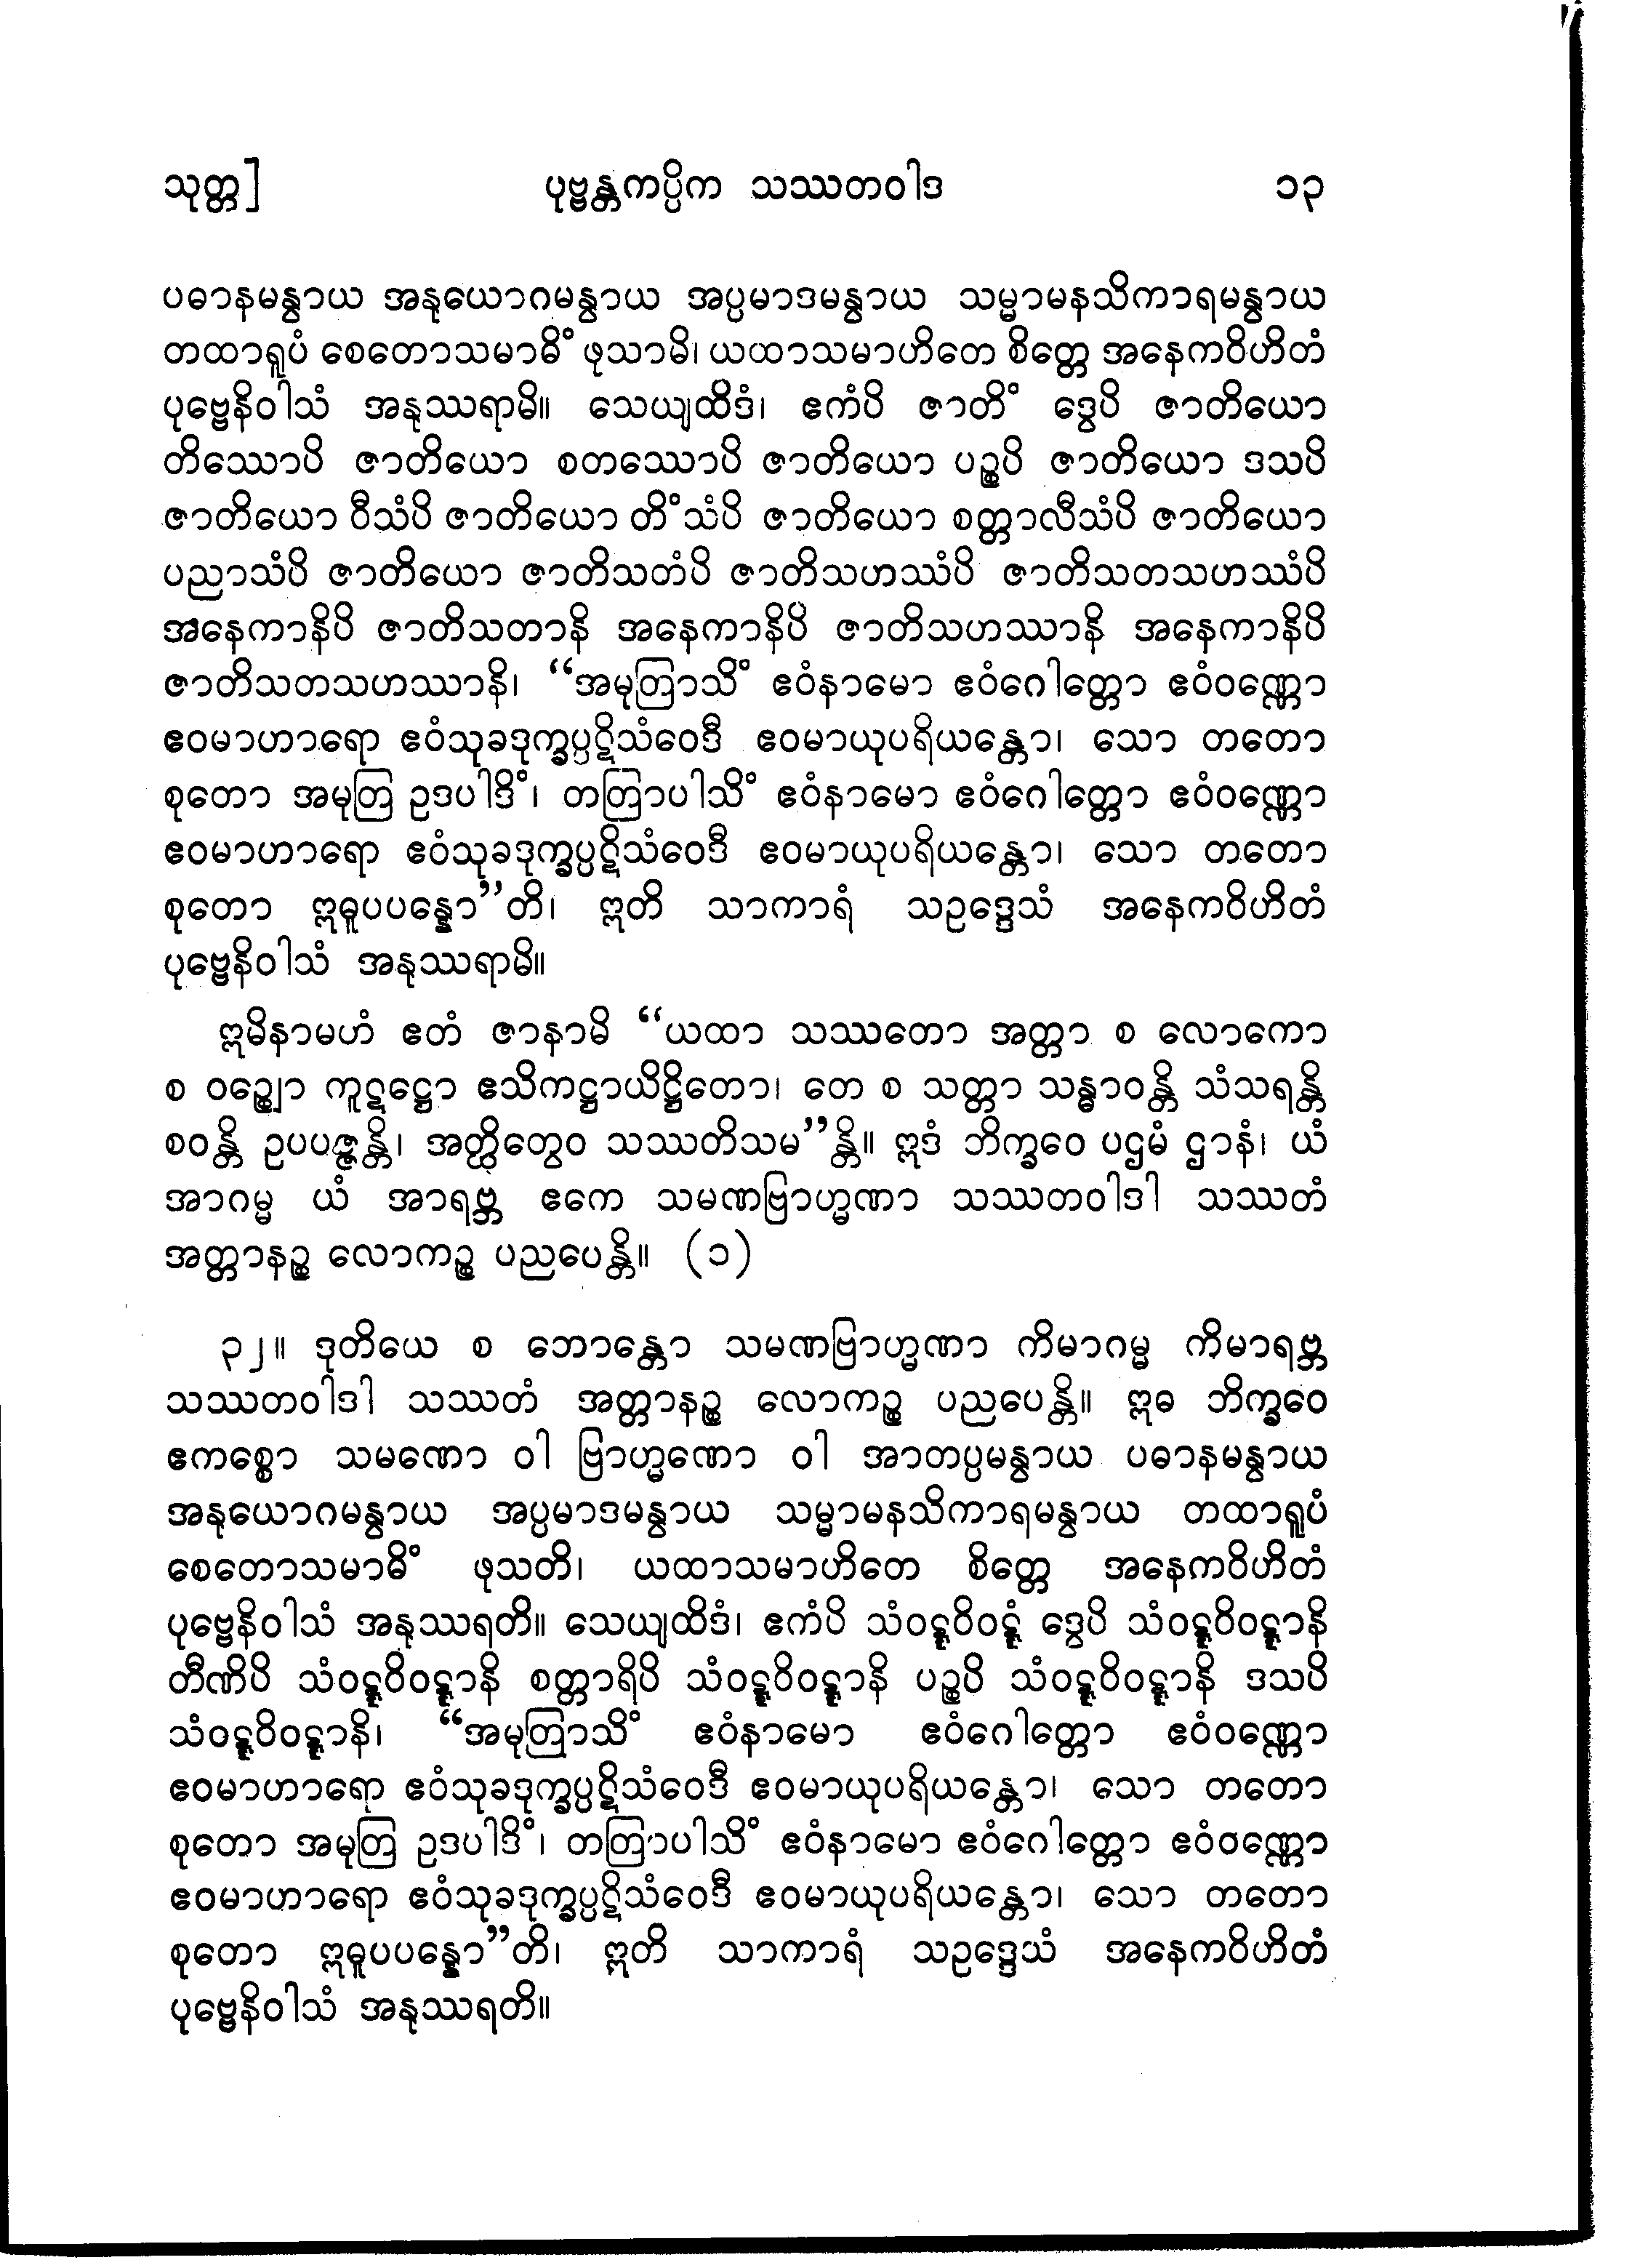 သုတ္တ] ပုဗ္ဗန္တကပ္ပိက သဿတဝါဒ ၁၃
ပဓာနမန္ဝာယ အနုယောဂမန္ဝာယ အပ္ပမာဒမန္ဝာယ သမ္မာမနသိကာရမန္ဝာယ
တထာရူပံ စေတောသမာဓိံ ဖုသာမိ၊ ယထာသမာဟိတေ စိတ္တေ အနေကဝိဟိတံ
ပုဗ္ဗေနိဝါသံ အနုဿရာမိ။ သေယျထိဒံ၊ ဧကံပိ ဇာတိံ ဒွေပိ ဇာတိယော
တိဿောပိ ဇာတိယော စတဿောပိ ဇာတိယော ပဉ္စပိ ဇာတိယော ဒသပိ
ဇာတိယော ဝီသံပိ ဇာတိယော တိံသံပိ ဇာတိယော စတ္တာလီသံပိ ဇာတိယော
ပညာသံပိ ဇာတိယော ဇာတိသတံပိ ဇာတိသဟဿံပိ ဇာတိသတသဟဿံပိ
အနေကာနိပိ ဇာတိသတာနိ အနေကာနိပိ ဇာတိသဟဿာနိ အနေကာနိပိ
ဇာတိသတသဟဿာနိ၊ “အမုတြာသိံ ဧဝံနာမော ဧဝံဂေါတ္တော ဧဝံဝဏ္ဏော
ဧဝမာဟာရော ဧဝံသုခဒုက္ခပ္ပဋိသံဝေဒီ ဧဝမာယုပရိယန္တော၊ သော တတော
စုတော အမုတြ ဥဒပါဒိံ၊ တတြာပါသိံ ဧဝံနာမော ဧဝံဂေါတ္တော ဧဝံဝဏ္ဏော
ဧဝမာဟာရော ဧဝံသုခဒုက္ခပ္ပဋိသံဝေဒီ ဧဝမာယုပရိယန္တော၊ သော တတော
စုတော ဣဓူပပန္နော”တိ၊ ဣတိ သာကာရံ သဥဒ္ဒေသံ အနေကဝိဟိတံ
ပုဗ္ဗေနိဝါသံ အနုဿရာမိ။
ဣမိနာမဟံ ဧတံ ဇာနာမိ “ယထာ သဿတော အတ္တာ စ လောကော
စ ဝဉ္ဈော ကူဋဋ္ဌော ဧသိကဋ္ဌာယိဋ္ဌိတော၊ တေ စ သတ္တာ သန္ဓာဝန္တိ သံသရန္တိ
စဝန္တိ ဥပပဇ္ဇန္တိ၊ အတ္ထိတွေဝ သဿတိသမ”န္တိ။ ဣဒံ ဘိက္ခဝေ ပဌမံ ဌာနံ၊ ယံ
အာဂမ္မ ယံ အာရဗ္ဘ ဧကေ သမဏဗြာဟ္မဏာ သဿတဝါဒါ သဿတံ
အတ္တာနဉ္စ လောကဉ္စ ပညပေန္တိ။ (၁)
၃၂။ ဒုတိယေ စ ဘောန္တော သမဏဗြာဟ္မဏာ ကိမာဂမ္မ ကိမာရဗ္ဘ
သဿတဝါဒါ သဿတံ အတ္တာနဉ္စ လောကဉ္စ ပညပေန္တိ။ ဣဓ ဘိက္ခဝေ
ဧကစ္စော သမဏော ဝါ ဗြာဟ္မဏော ဝါ အာတပ္ပမန္ဝာယ ပဓာနမန္ဝာယ
အနုယောဂမန္ဝာယ အပ္ပမာဒမန္ဝာယ သမ္မာမနသိကာရမန္ဝာယ တထာရူပံ
စေတောသမာဓိံ ဖုသတိ၊ ယထာသမာဟိတေ စိတ္တေ အနေကဝိဟိတံ
ပုဗ္ဗေနိဝါသံ အနုဿရတိ။ သေယျထိဒံ၊ ဧကံပိ သံဝဋ္ဋဝိဝဋ္ဋံ ဒွေပိ သံဝဋ္ဋဝိဝဋ္ဋာနိ
တီဏိပိ သံဝဋ္ဋဝိဝဋ္ဋာနိ စတ္တာရိပိ သံဝဋ္ဋဝိဝဋ္ဋာနိ ပဉ္စပိ သံဝဋ္ဋဝိဝဋ္ဋာနိ ဒသပိ
သံဝဋ္ဋဝိဝဋ္ဋာနိ၊ “အမုတြာသိံ ဧဝံနာမော ဧဝံဂေါတ္တော ဧဝံဝဏ္ဏော
ဧဝမာဟာရော ဧဝံသုခဒုက္ခပ္ပဋိသံဝေဒီ ဧဝမာယုပရိယန္တော၊ သော တတော
စုတော အမုတြ ဥဒပါဒိံ၊ တတြာပါသိံ ဧဝံနာမော ဧဝံဂေါတ္တော ဧဝံဝဏ္ဏော
ဧဝမာဟာရော ဧဝံသုခဒုက္ခပ္ပဋိသံဝေဒီ ဧဝမာယုပရိယန္တော၊ သော တတော
စုတော ဣဓူပပန္နော”တိ၊ ဣတိ သာကာရံ သဥဒ္ဒေသံ အနေကဝိဟိတံ
ပုဗ္ဗေနိဝါသံ အနုဿရတိ။